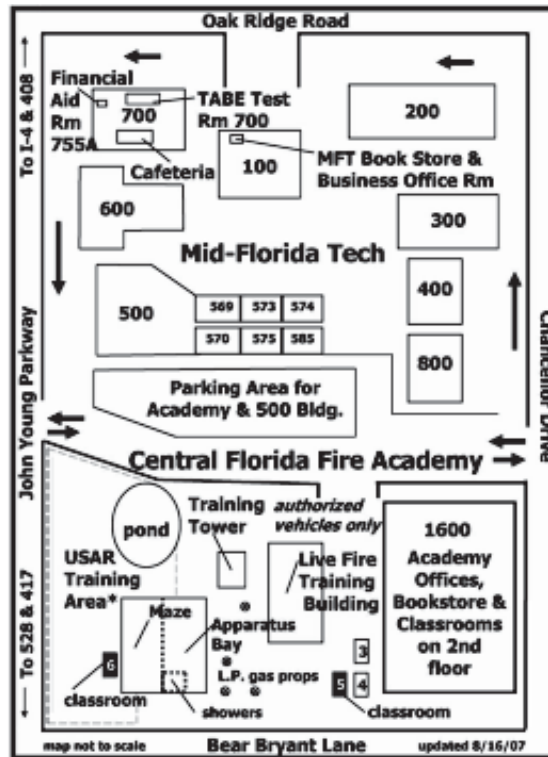 Oak Ridge Road
To I-4 & 408
Financial
Aid
Rm
755A
700
TABE Test
Rm 700
Cafeteria
100
200
MFT Book Store &
Business Office Rm
600
300
Mid-Florida Tech
500
569 573 574
570 575 585
400
800
Parking Area for
Academy & 500 Bldg.
John Young Parkway
Chancellor Drive
Central Florida Fire Academy
pond
Training
Tower
authorized
vehicles only
1600
Academy
Offices,
Bookstore &
Classrooms
on 2nd
floor
USAR
Training
Area*
Live Fire
Training
Building
Maze
Apparatus
Bay
6
classroom
L.P. gas props
showers
3
5 4
classroom
To 528 & 417
map not to scale
Bear Bryant Lane
updated 8/16/07